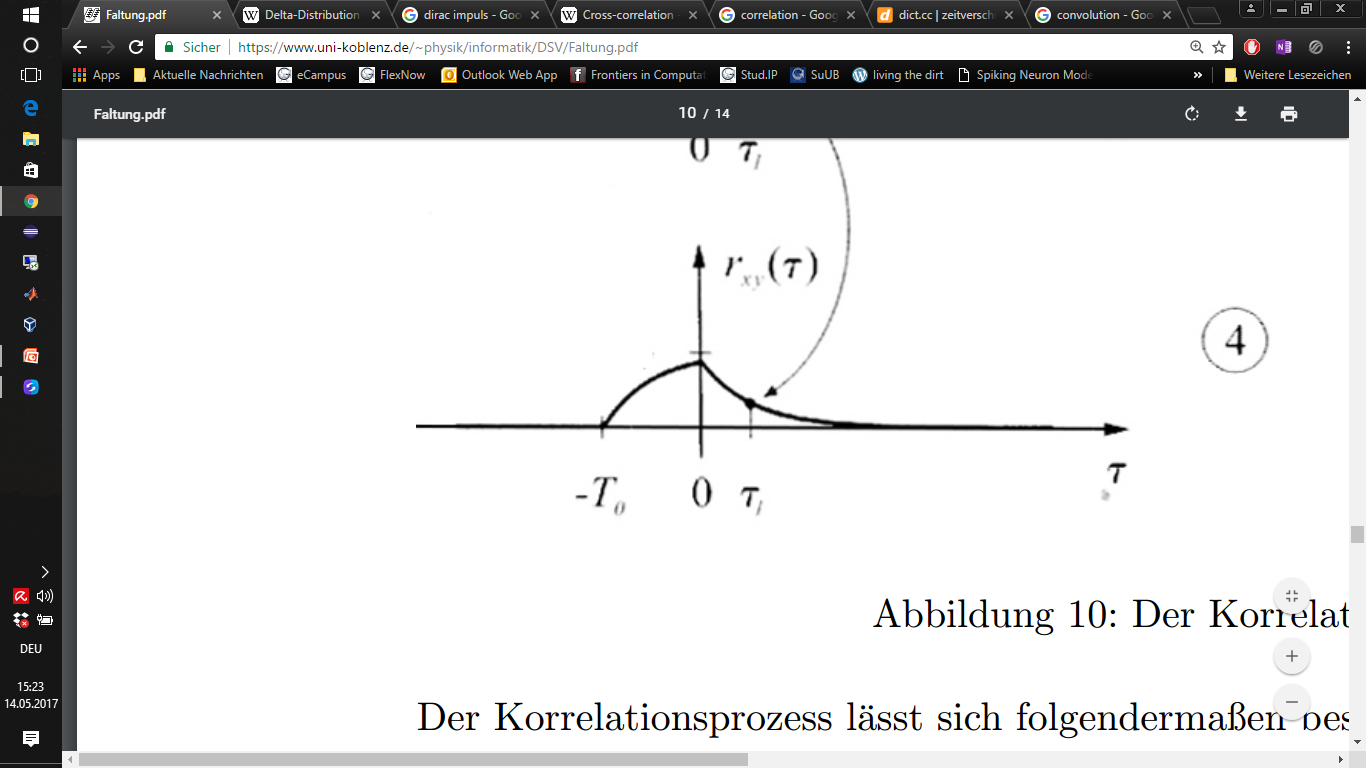 Faltung.pdf
Delta-Distribution
dirac impuls - Goo
Cross-correlation -
correlation - Goog
dict.cc | zeitversch
convolution - Goo
Sicher
https://www.uni-koblenz.de/~physik/informatik/DSV/Faltung.pdf
Apps
Aktuelle Nachrichten
eCampus
FlexNow
Outlook Web App
Frontiers in Computat
Stud.IP
SuUB
living the dirt
Spiking Neuron Mode
»
Weitere Lesezeichen
Faltung.pdf
10 / 14
0 τ₁
r_xy(τ)
4
-T₀ 0 τ₁
τ
Abbildung 10: Der Korrelat
Der Korrelationsprozess lässt sich folgendermaßen bes
DEU
15:23
14.05.2017